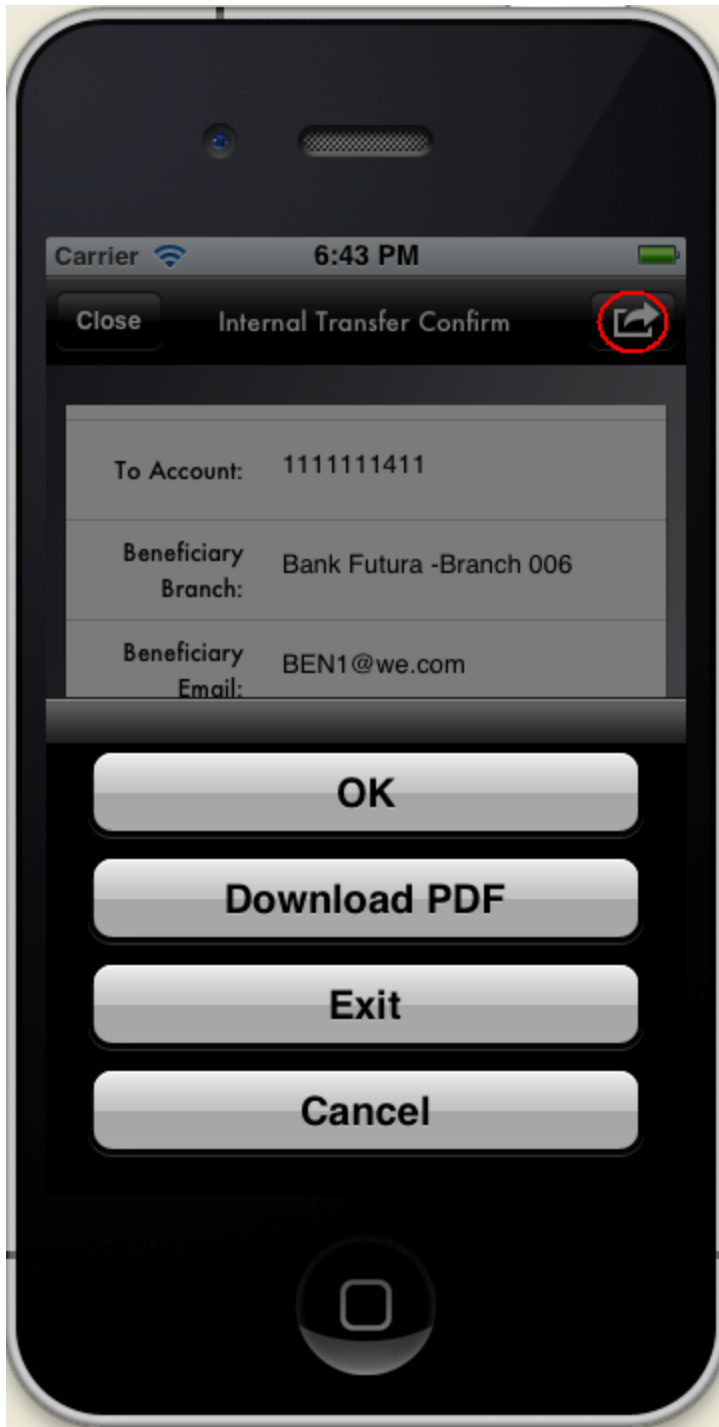 Carrier 6:43 PM
Close Internal Transfer Confirm
To Account: 1111111411
Beneficiary
Branch: Bank Futura -Branch 006
Beneficiary
Email: BEN1@we.com
OK
Download PDF
Exit
Cancel